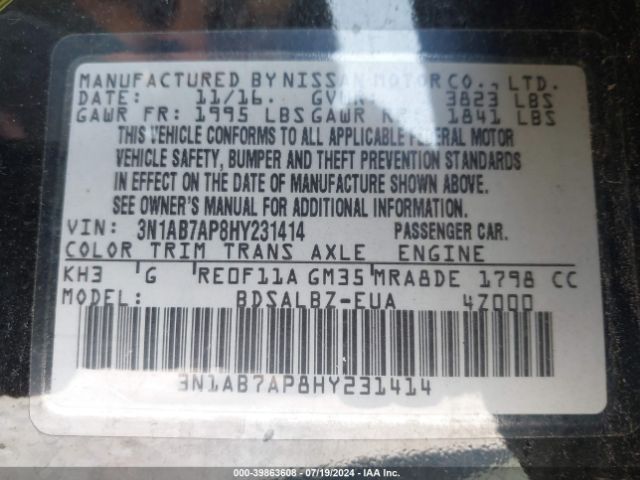 MANUFACTURED BY NISSAN MOTOR CO., LTD.
DATE: 11/16. GVWR 3823 LBS
GAWR FR: 1995 LBS GAWR RR: 1841 LBS
THIS VEHICLE CONFORMS TO ALL APPLICABLE FEDERAL MOTOR
VEHICLE SAFETY, BUMPER AND THEFT PREVENTION STANDARDS
IN EFFECT ON THE DATE OF MANUFACTURE SHOWN ABOVE.
SEE OWNER'S MANUAL FOR ADDITIONAL INFORMATION.
VIN: 3N1AB7AP8HY231414 PASSENGER CAR.
COLOR TRIM TRANS AXLE ENGINE
KH3 G RE0F11A GM35 MRA8DE 1798 CC
MODEL: BDSALBZ-EUA 4Z000
3N1AB7AP8HY231414
000-39863608 - 07/19/2024 - IAA Inc.